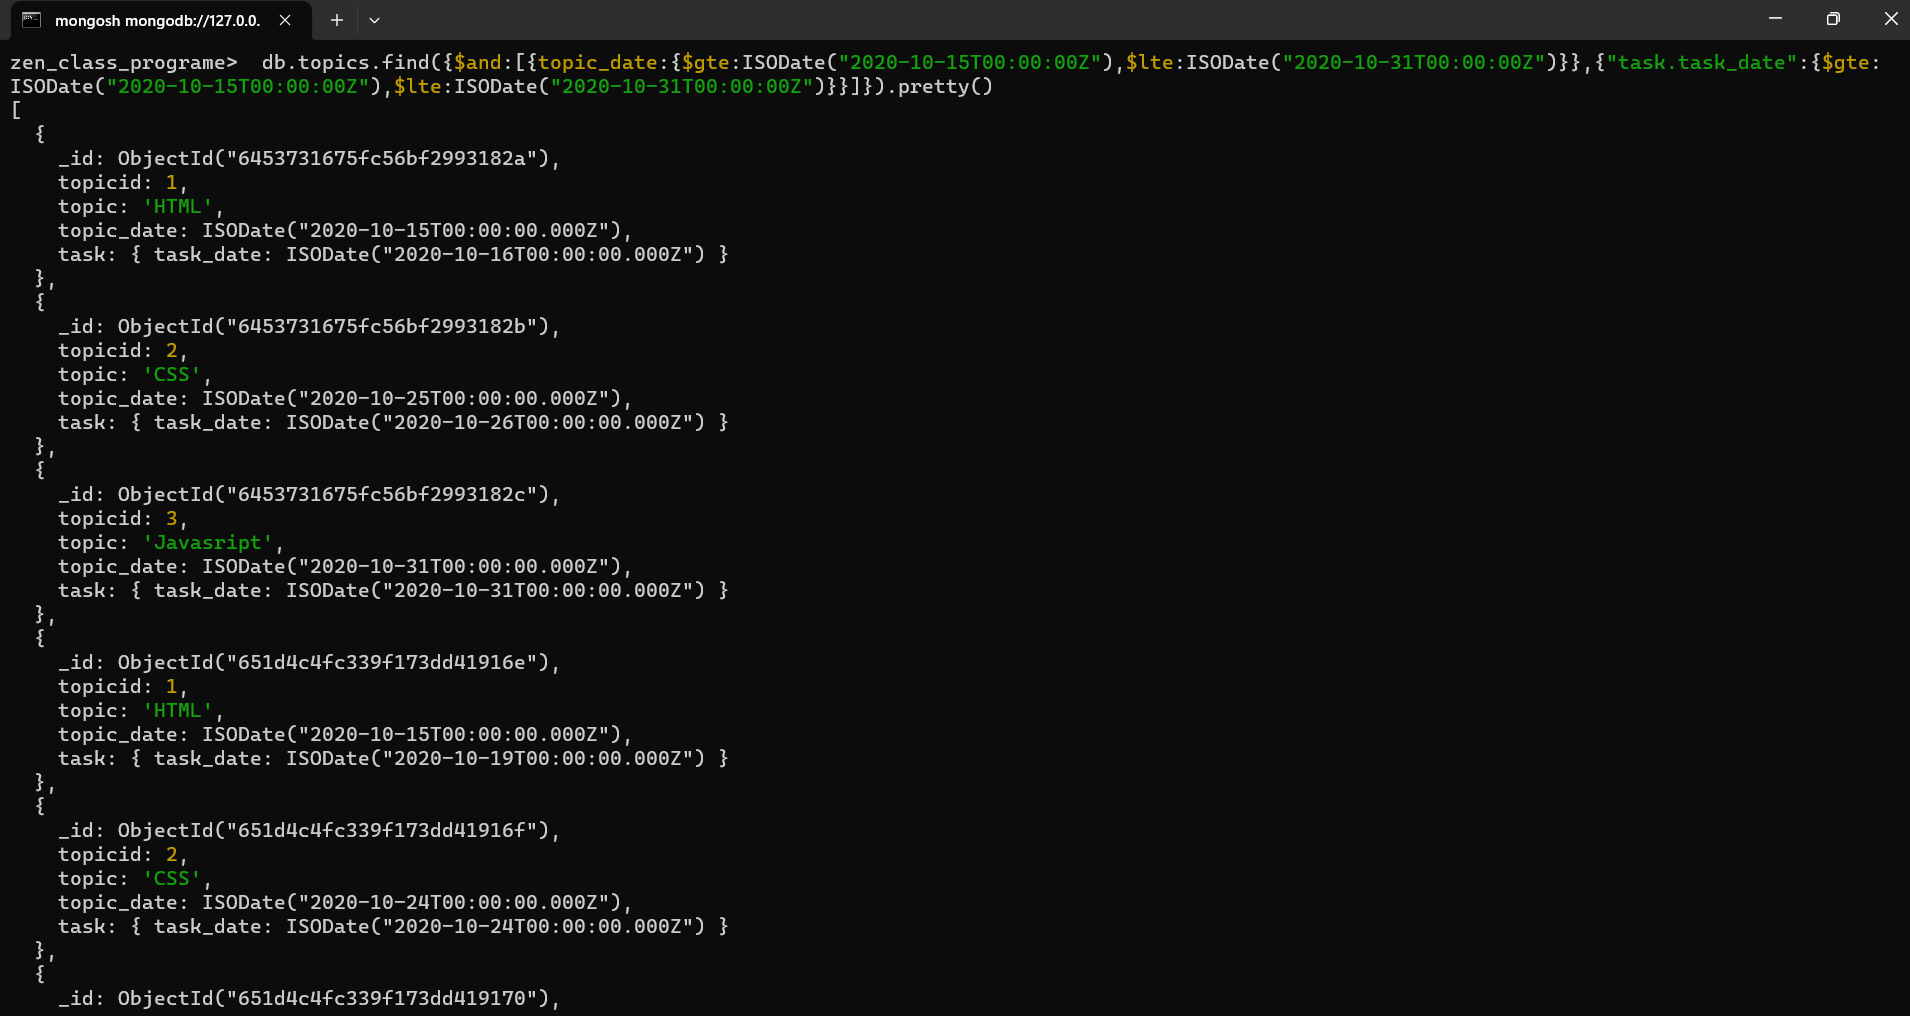 mongosh mongodb://127.0.0.
zen_class_programe>  db.topics.find({$and:[{topic_date:{$gte:ISODate("2020-10-15T00:00:00Z"),$lte:ISODate("2020-10-31T00:00:00Z")}},{"task.task_date":{$gte:
ISODate("2020-10-15T00:00:00Z"),$lte:ISODate("2020-10-31T00:00:00Z")}}]}).pretty()
[
  {
    _id: ObjectId("6453731675fc56bf2993182a"),
    topicid: 1,
    topic: 'HTML',
    topic_date: ISODate("2020-10-15T00:00:00.000Z"),
    task: { task_date: ISODate("2020-10-16T00:00:00.000Z") }
  },
  {
    _id: ObjectId("6453731675fc56bf2993182b"),
    topicid: 2,
    topic: 'CSS',
    topic_date: ISODate("2020-10-25T00:00:00.000Z"),
    task: { task_date: ISODate("2020-10-26T00:00:00.000Z") }
  },
  {
    _id: ObjectId("6453731675fc56bf2993182c"),
    topicid: 3,
    topic: 'Javasript',
    topic_date: ISODate("2020-10-31T00:00:00.000Z"),
    task: { task_date: ISODate("2020-10-31T00:00:00.000Z") }
  },
  {
    _id: ObjectId("651d4c4fc339f173dd41916e"),
    topicid: 1,
    topic: 'HTML',
    topic_date: ISODate("2020-10-15T00:00:00.000Z"),
    task: { task_date: ISODate("2020-10-19T00:00:00.000Z") }
  },
  {
    _id: ObjectId("651d4c4fc339f173dd41916f"),
    topicid: 2,
    topic: 'CSS',
    topic_date: ISODate("2020-10-24T00:00:00.000Z"),
    task: { task_date: ISODate("2020-10-24T00:00:00.000Z") }
  },
  {
    _id: ObjectId("651d4c4fc339f173dd419170"),